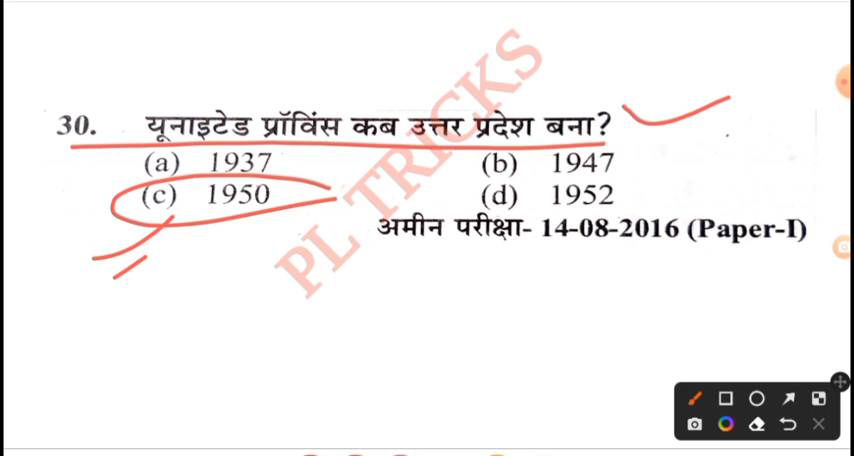 30. यूनाइटेड प्रॉविंस कब उत्तर प्रदेश बना?
(a) 1937 (b) 1947
(c) 1950 (d) 1952
अमीन परीक्षा- 14-08-2016 (Paper-I)
PL TRICKS